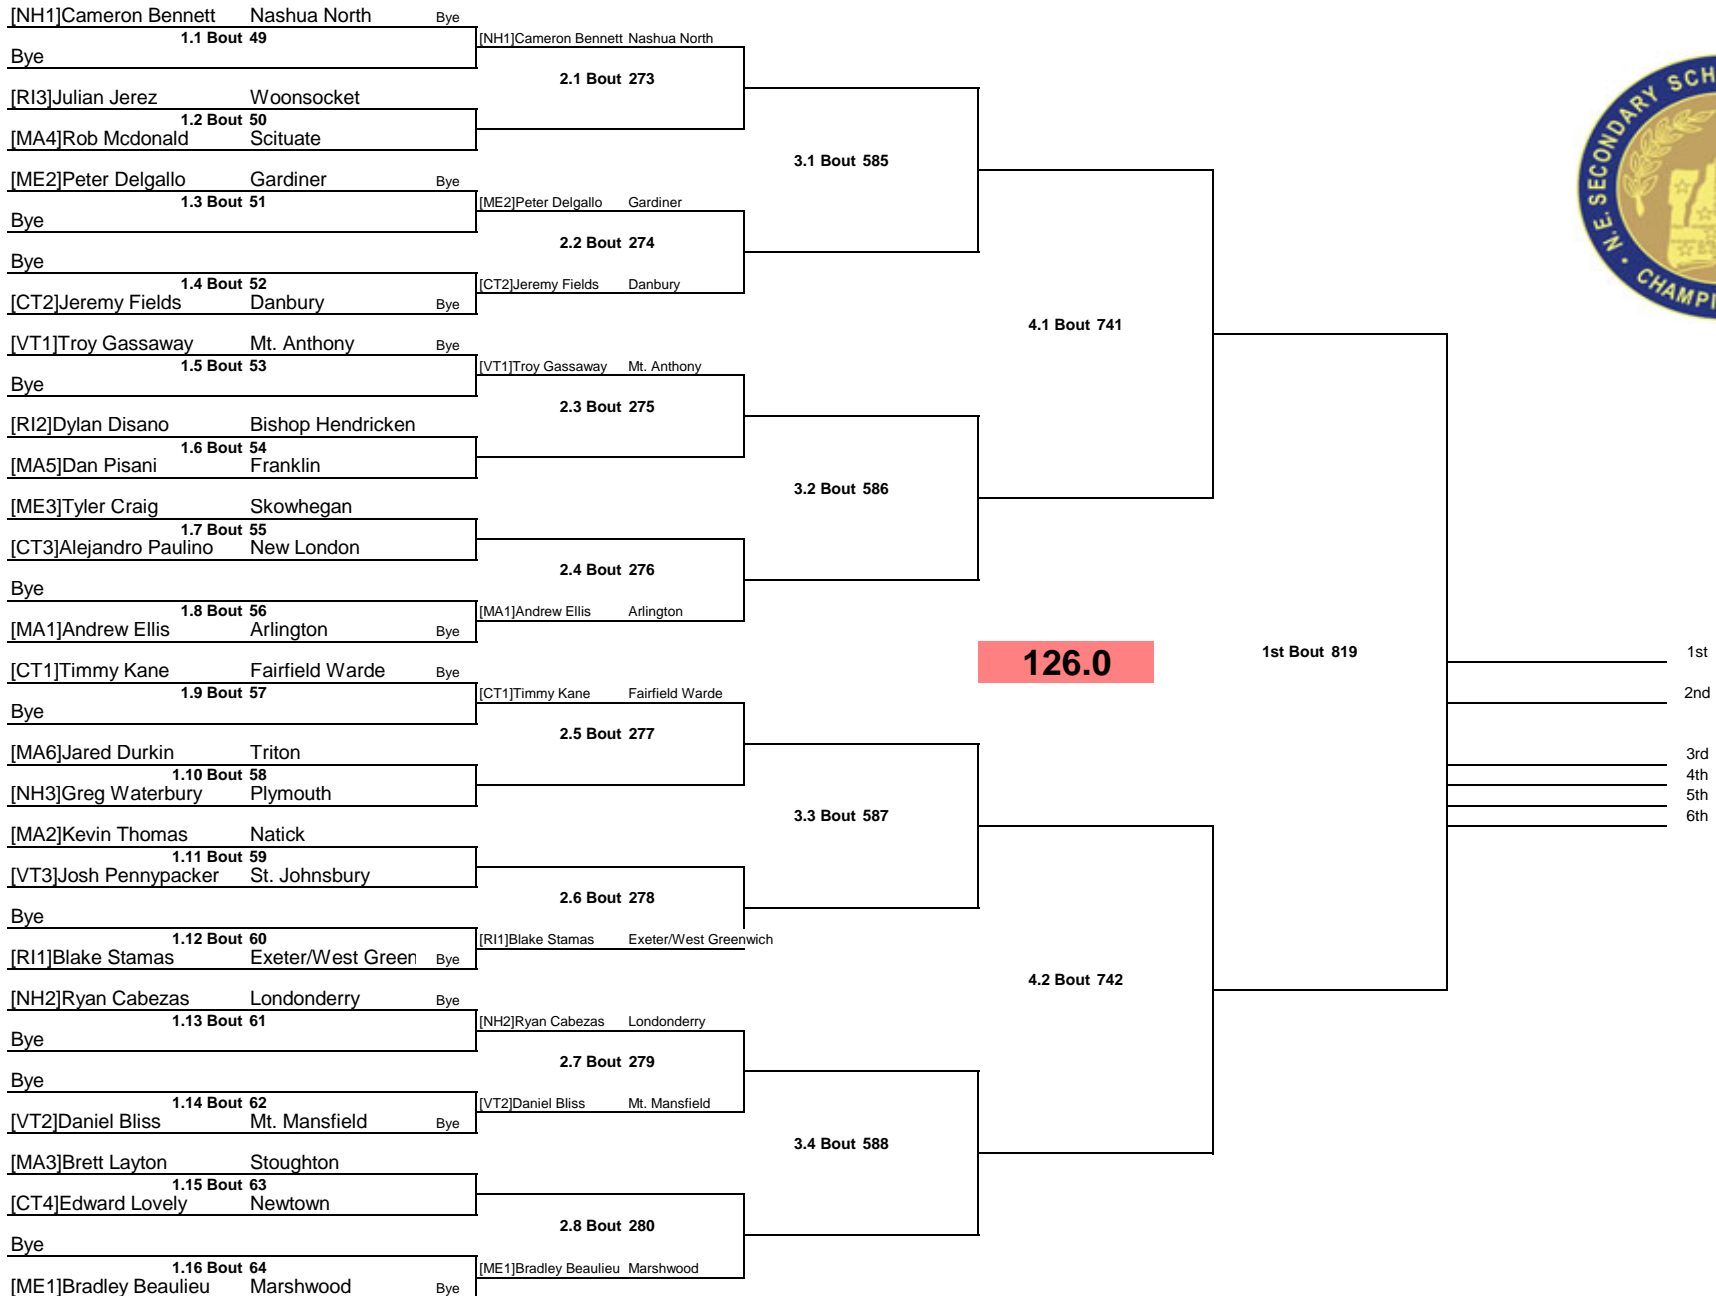 [NH1]Cameron Bennett Nashua North Bye
1.1 Bout 49
Bye
[RI3]Julian Jerez Woonsocket
1.2 Bout 50
[MA4]Rob Mcdonald Scituate
[ME2]Peter Delgallo Gardiner Bye
1.3 Bout 51
Bye
Bye
1.4 Bout 52
[CT2]Jeremy Fields Danbury Bye
[VT1]Troy Gassaway Mt. Anthony Bye
1.5 Bout 53
Bye
[RI2]Dylan Disano Bishop Hendricken
1.6 Bout 54
[MA5]Dan Pisani Franklin
[ME3]Tyler Craig Skowhegan
1.7 Bout 55
[CT3]Alejandro Paulino New London
Bye
1.8 Bout 56
[MA1]Andrew Ellis Arlington Bye
[CT1]Timmy Kane Fairfield Warde Bye
1.9 Bout 57
Bye
[MA6]Jared Durkin Triton
1.10 Bout 58
[NH3]Greg Waterbury Plymouth
[MA2]Kevin Thomas Natick
1.11 Bout 59
[VT3]Josh Pennypacker St. Johnsbury
Bye
1.12 Bout 60
[RI1]Blake Stamas Exeter/West Green Bye
[NH2]Ryan Cabezas Londonderry Bye
1.13 Bout 61
Bye
Bye
1.14 Bout 62
[VT2]Daniel Bliss Mt. Mansfield Bye
[MA3]Brett Layton Stoughton
1.15 Bout 63
[CT4]Edward Lovely Newtown
Bye
1.16 Bout 64
[ME1]Bradley Beaulieu Marshwood Bye
[NH1]Cameron Bennett Nashua North
2.1 Bout 273
[ME2]Peter Delgallo Gardiner
2.2 Bout 274
[CT2]Jeremy Fields Danbury
[VT1]Troy Gassaway Mt. Anthony
2.3 Bout 275
2.4 Bout 276
[MA1]Andrew Ellis Arlington
[CT1]Timmy Kane Fairfield Warde
2.5 Bout 277
2.6 Bout 278
[RI1]Blake Stamas Exeter/West Greenwich
[NH2]Ryan Cabezas Londonderry
2.7 Bout 279
[VT2]Daniel Bliss Mt. Mansfield
2.8 Bout 280
[ME1]Bradley Beaulieu Marshwood
3.1 Bout 585
3.2 Bout 586
3.3 Bout 587
3.4 Bout 588
4.1 Bout 741
126.0
4.2 Bout 742
1st Bout 819
N.E. SECONDARY SCH
CHAMPI
1st
2nd
3rd
4th
5th
6th